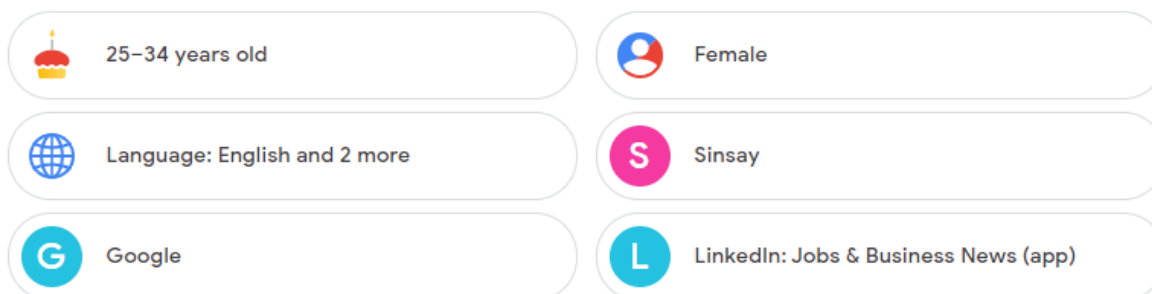 25–34 years old
Female
Language: English and 2 more
S
Sinsay
G
Google
L
LinkedIn: Jobs & Business News (app)